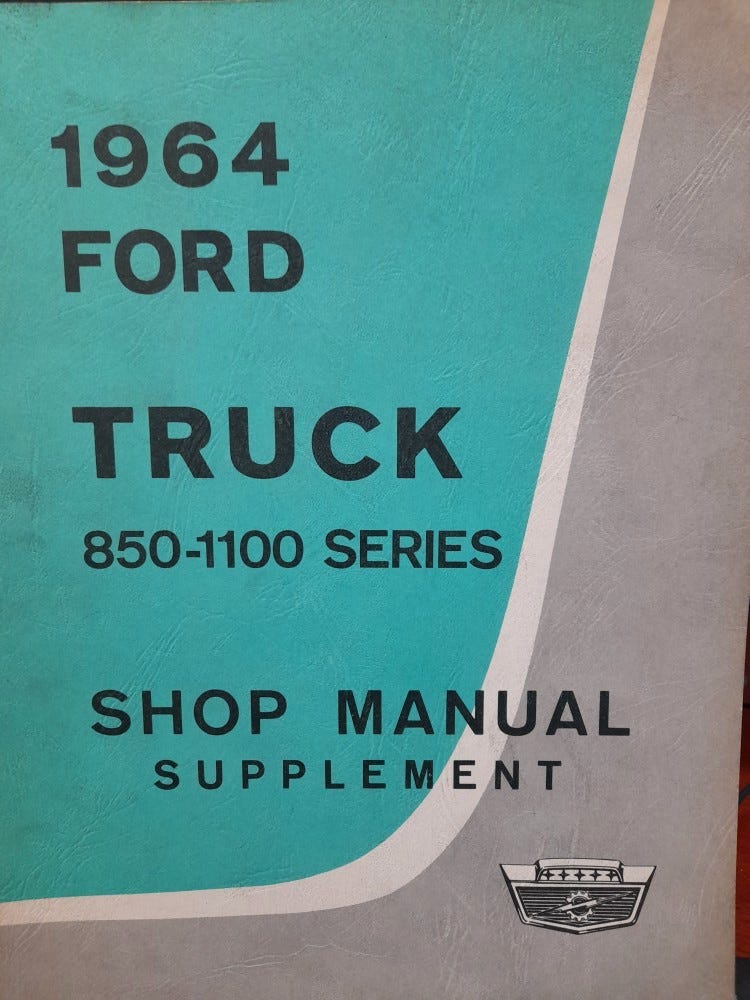 1964
FORD
TRUCK
850-1100 SERIES
SHOP MANUAL
SUPPLEMENT